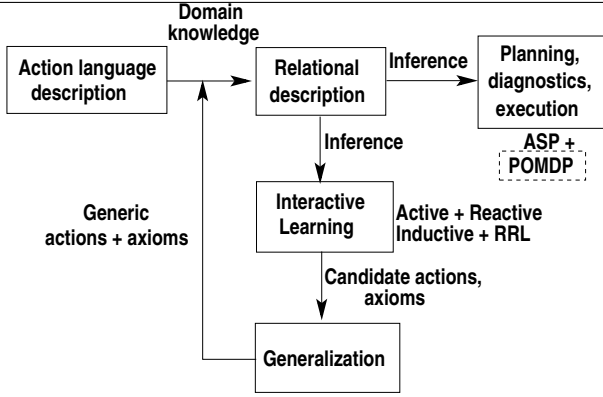 Domain
knowledge
Action language
description
Relational
description
Inference
Planning,
diagnostics,
execution
ASP +
POMDP
Inference
Interactive
Learning
Active + Reactive
Inductive + RRL
Generic
actions + axioms
Candidate actions,
axioms
Generalization